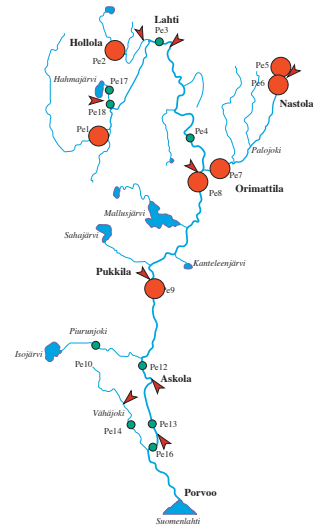 Lahti
Pe3
Hollola
Pe2
Pe5
Hahmajärvi
Pe17
Pe6
Nastola
Pe18
Pe1
Pe4
Palojoki
Pe7
Orimattila
Pe8
Mallusjärvi
Sahajärvi
Kanteleenjärvi
Pukkila
Pe9
Piurunjoki
Isojärvi
Pe10
Pe12
Askola
Vähäjoki
Pe13
Pe14
Pe16
Porvoo
Suomenlahti